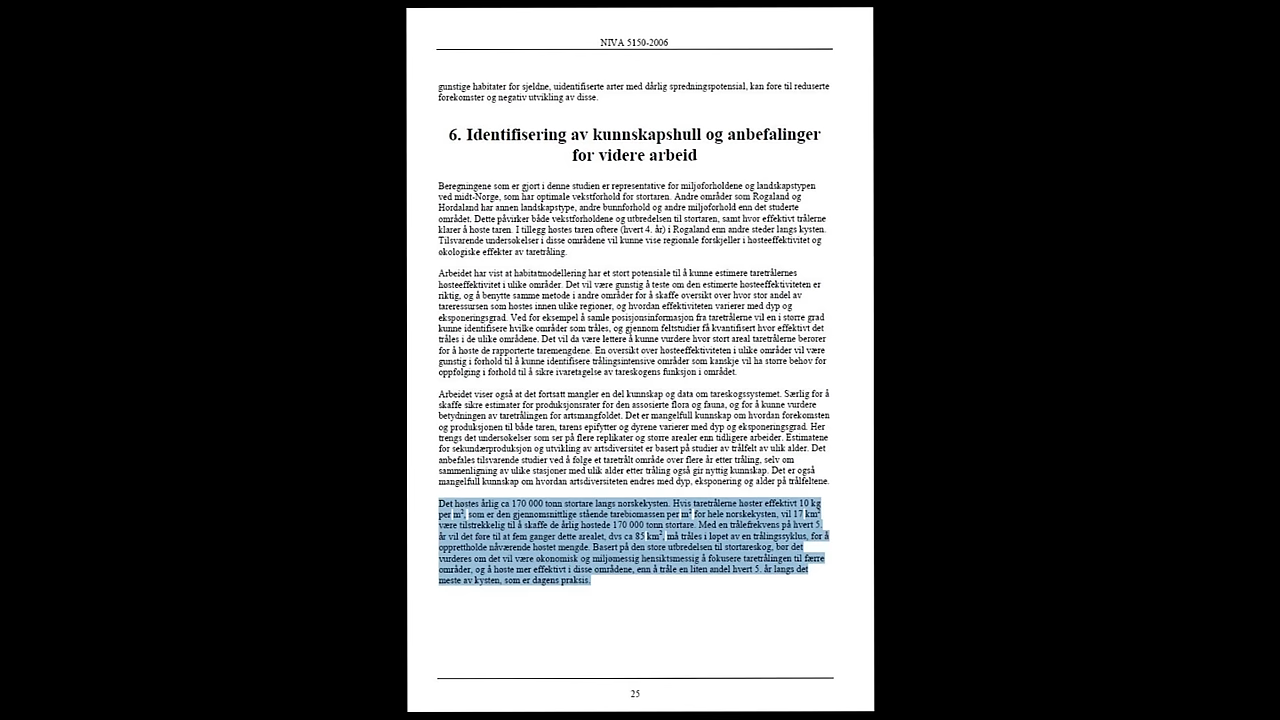 NIVA 5150-2006
gunstige habitater for sjeldne, uidentifiserte arter med dårlig spredningspotensial, kan føre til reduserte
forekomster og negativ utvikling av disse.
6. Identifisering av kunnskapshull og anbefalinger
for videre arbeid
Beregningene som er gjort i denne studien er representative for miljøforholdene og landskapstypen
ved midt-Norge, som har optimale vekstforhold for stortaren. Andre områder som Rogaland og
Hordaland har annen landskapstype, andre bunnforhold og andre miljøforhold enn det studerte
området. Dette påvirker både vekstforholdene og utbredelsen til stortaren, samt hvor effektivt trålerne
klarer å høste taren. I tillegg høstes taren oftere (hvert 4. år) i Rogaland enn andre steder langs kysten.
Tilsvarende undersøkelser i disse områdene vil kunne vise regionale forskjeller i høsteeffektivitet og
økologiske effekter av taretråling.
Arbeidet har vist at habitatmodellering har et stort potensiale til å kunne estimere taretrålernes
høsteeffektivitet i ulike områder. Det vil være gunstig å teste om den estimerte høsteeffektiviteten er
riktig, og å benytte samme metode i andre områder for å skaffe oversikt over hvor stor andel av
tareressursen som høstes innen ulike regioner, og hvordan effektiviteten varierer med dyp og
eksponeringsgrad. Ved for eksempel å samle posisjonsinformasjon fra taretrålerne vil en i større grad
kunne identifisere hvilke områder som tråles, og gjennom feltstudier få kvantifisert hvor effektivt det
tråles i de ulike områdene. Det vil da være lettere å kunne vurdere hvor stort areal taretrålerne berører
for å høste de rapporterte taremengdene. En oversikt over høsteeffektiviteten i ulike områder vil være
gunstig i forhold til å kunne identifisere trålingsintensive områder som kanskje vil ha større behov for
oppfølging i forhold til å sikre ivaretagelse av tareskogens funksjon i området.
Arbeidet viser også at det fortsatt mangler en del kunnskap og data om tareskogssystemet. Særlig for å
skaffe sikre estimater for produksjonsrater for den assosierte flora og fauna, og for å kunne vurdere
betydningen av taretrålingen for artsmangfoldet. Det er mangelfull kunnskap om hvordan forekomsten
og produksjonen til både taren, tarens epifytter og dyrene varierer med dyp og eksponeringsgrad. Her
trengs det undersøkelser som ser på flere replikater og større arealer enn tidligere arbeider. Estimatene
for sekundærproduksjon og utvikling av artsdiversitet er basert på studier av trålfelt av ulik alder. Det
anbefales tilsvarende studier ved å følge et taretrålt område over flere år etter tråling, selv om
sammenligning av ulike stasjoner med ulik alder etter tråling også gir nyttig kunnskap. Det er også
mangelfull kunnskap om hvordan artsdiversiteten endres med dyp, eksponering og alder på trålfeltene.
Det høstes årlig ca 170 000 tonn stortare langs norskekysten. Hvis taretrålerne høster effektivt 10 kg
per m², som er den gjennomsnittlige stående tarebiomassen per m² for hele norskekysten, vil 17 km²
være tilstrekkelig til å skaffe de årlig høstede 170 000 tonn stortare. Med en trålefrekvens på hvert 5.
år vil det føre til at fem ganger dette arealet, dvs ca 85 km², må tråles i løpet av en trålingssyklus, for å
opprettholde nåværende høstet mengde. Basert på den store utbredelsen til stortareskog, bør det
vurderes om det vil være økonomisk og miljømessig hensiktsmessig å fokusere taretrålingen til færre
områder, og å høste mer effektivt i disse områdene, enn å tråle en liten andel hvert 5. år langs det
meste av kysten, som er dagens praksis.
25